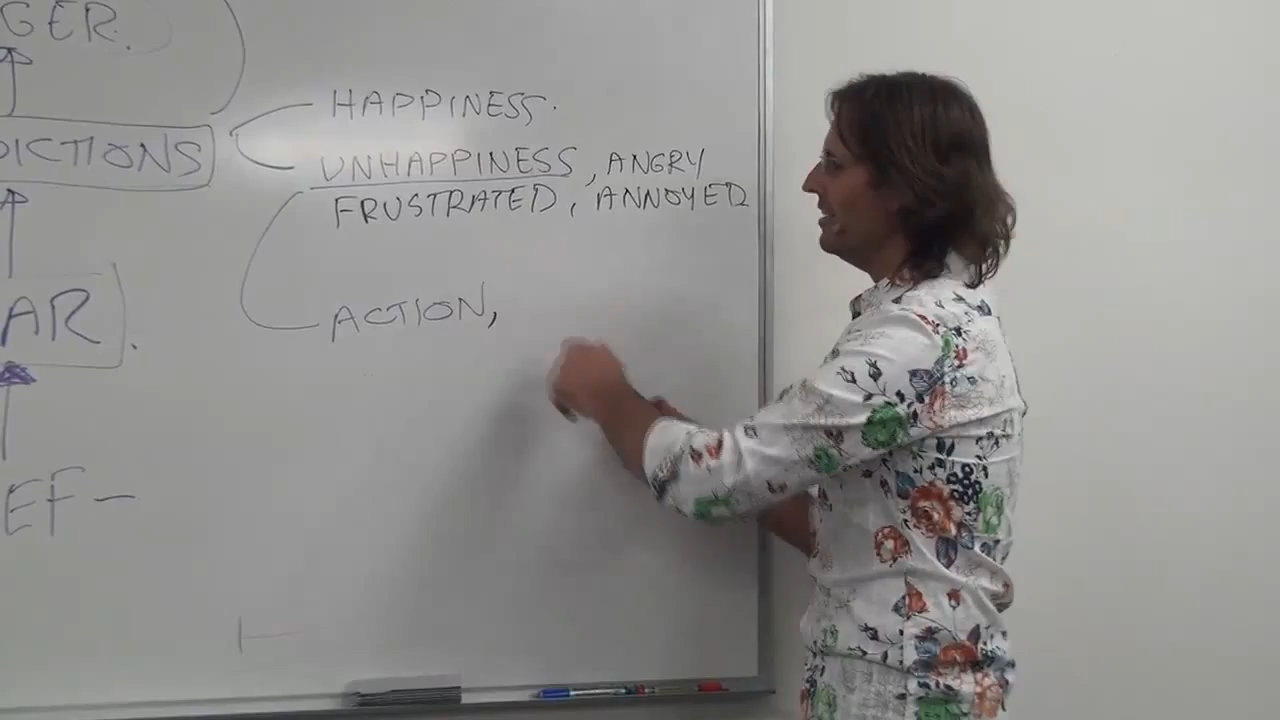 GER.
HAPPINESS.
DICTIONS
UNHAPPINESS, ANGRY
FRUSTRATED, ANNOYED
ACTION,
AR.
EF -